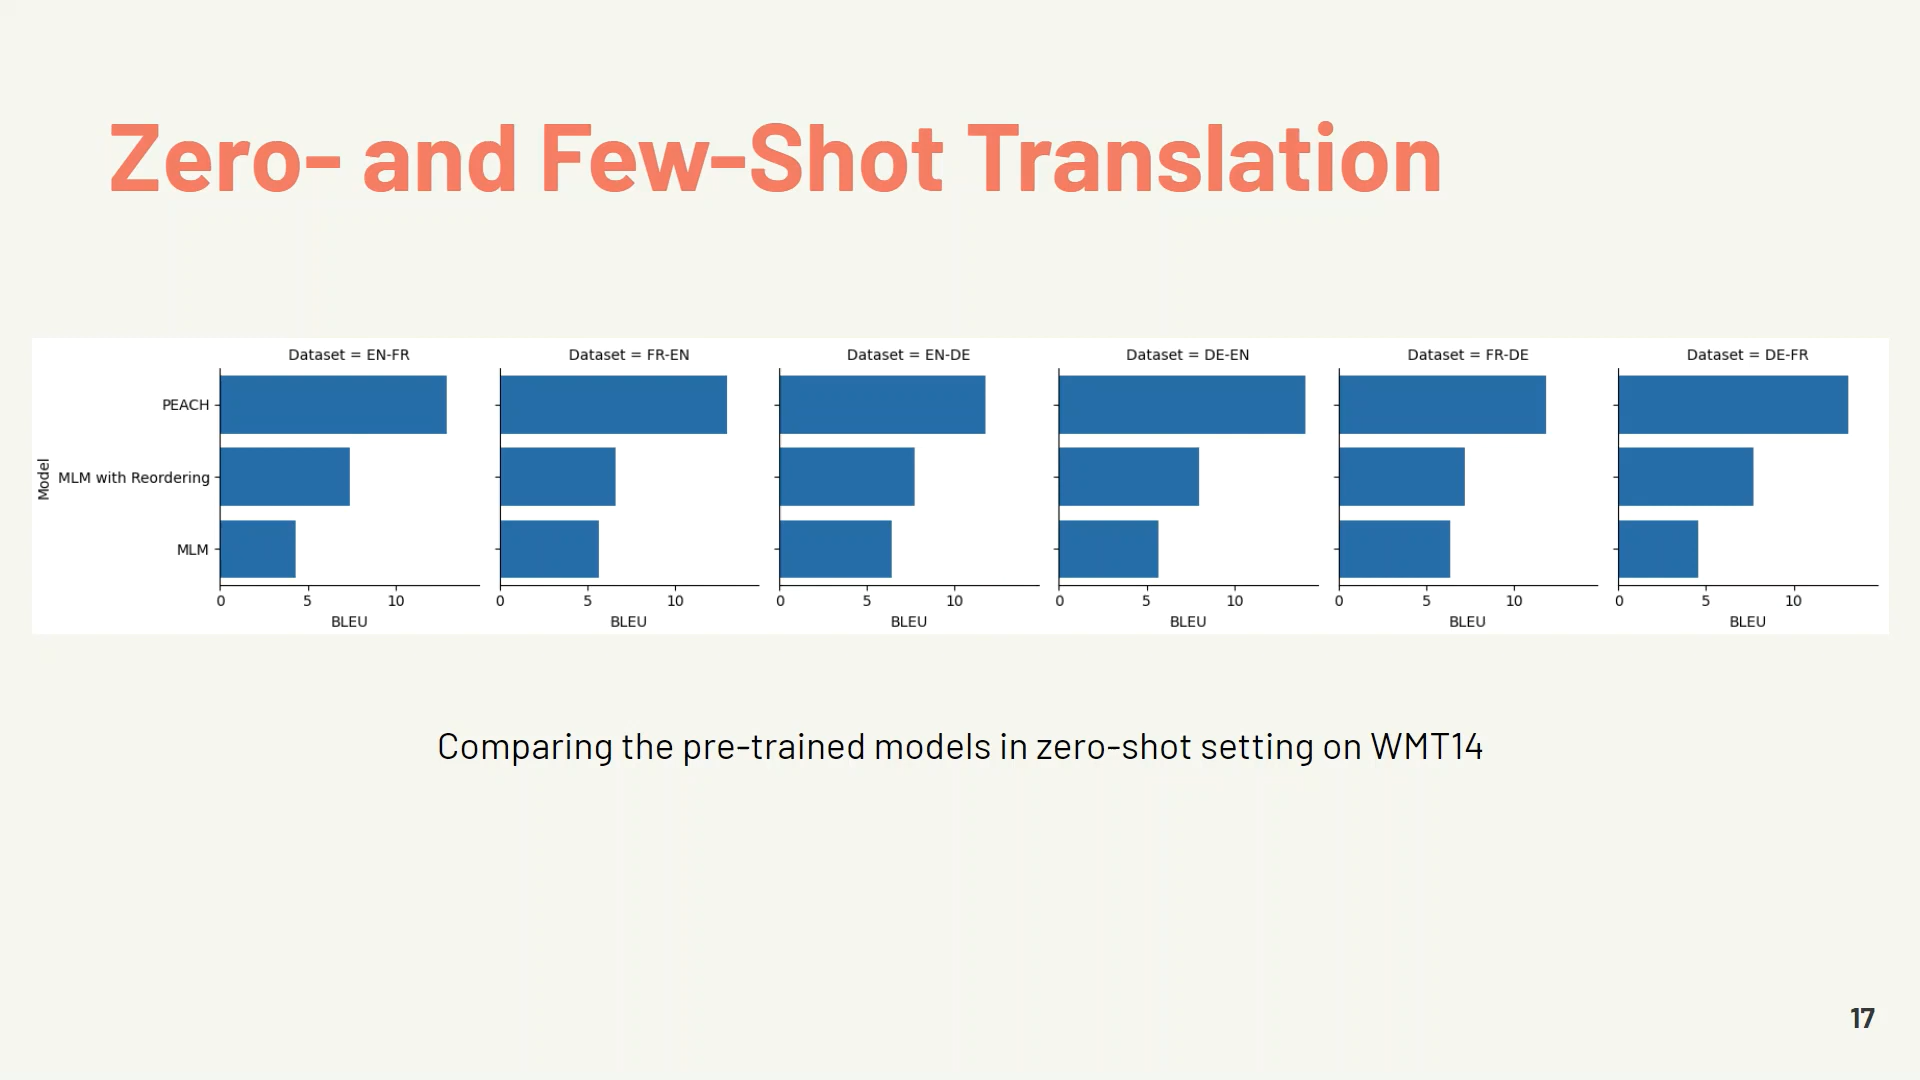 Zero- and Few-Shot Translation
Dataset = EN-FR
Dataset = FR-EN
Dataset = EN-DE
Dataset = DE-EN
Dataset = FR-DE
Dataset = DE-FR
Model
PEACH
MLM with Reordering
MLM
0 5 10
0 5 10
0 5 10
0 5 10
0 5 10
0 5 10
BLEU
BLEU
BLEU
BLEU
BLEU
BLEU
Comparing the pre-trained models in zero-shot setting on WMT14
17